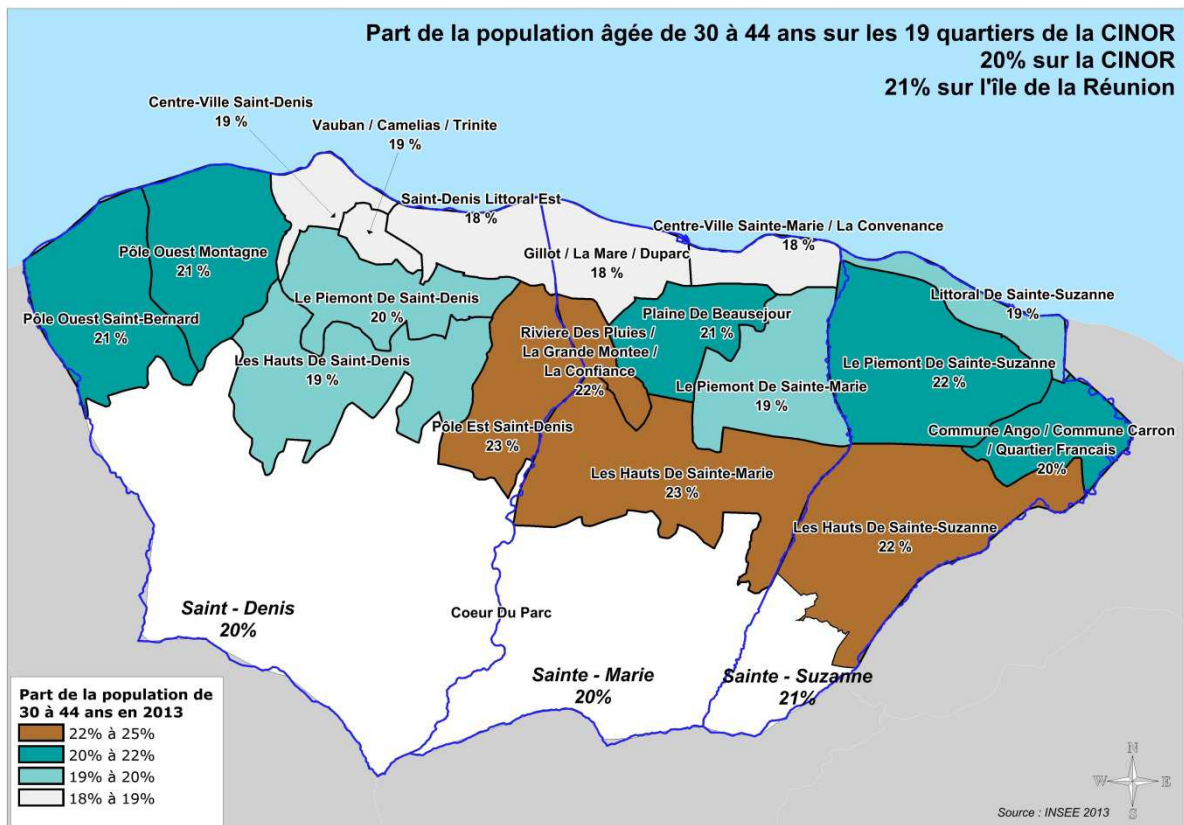 Part de la population âgée de 30 à 44 ans sur les 19 quartiers de la CINOR
20% sur la CINOR
21% sur l'île de la Réunion
Centre-Ville Saint-Denis
19 %
Vauban / Camelias / Trinite
19 %
Saint-Denis Littoral Est
18 %
Centre-Ville Sainte-Marie / La Convenance
18 %
Pôle Ouest Montagne
21 %
Gillot / La Mare / Duparc
18 %
Littoral De Sainte-Suzanne
19 %
Le Piemont De Saint-Denis
20 %
Plaine De Beausejour
21 %
Pôle Ouest Saint-Bernard
21 %
Riviere Des Pluies /
La Grande Montee /
La Confiance
22%
Les Hauts De Saint-Denis
19 %
Le Piemont De Sainte-Suzanne
22 %
Le Piemont De Sainte-Marie
19 %
Pôle Est Saint-Denis
23 %
Commune Ango / Commune Carron
/ Quartier Francais
20%
Les Hauts De Sainte-Marie
23 %
Les Hauts De Sainte-Suzanne
22 %
Saint - Denis
20%
Coeur Du Parc
Sainte - Marie
20%
Sainte - Suzanne
21%
Part de la population de
30 à 44 ans en 2013
22% à 25%
20% à 22%
19% à 20%
18% à 19%
N
W
E
S
Source : INSEE 2013